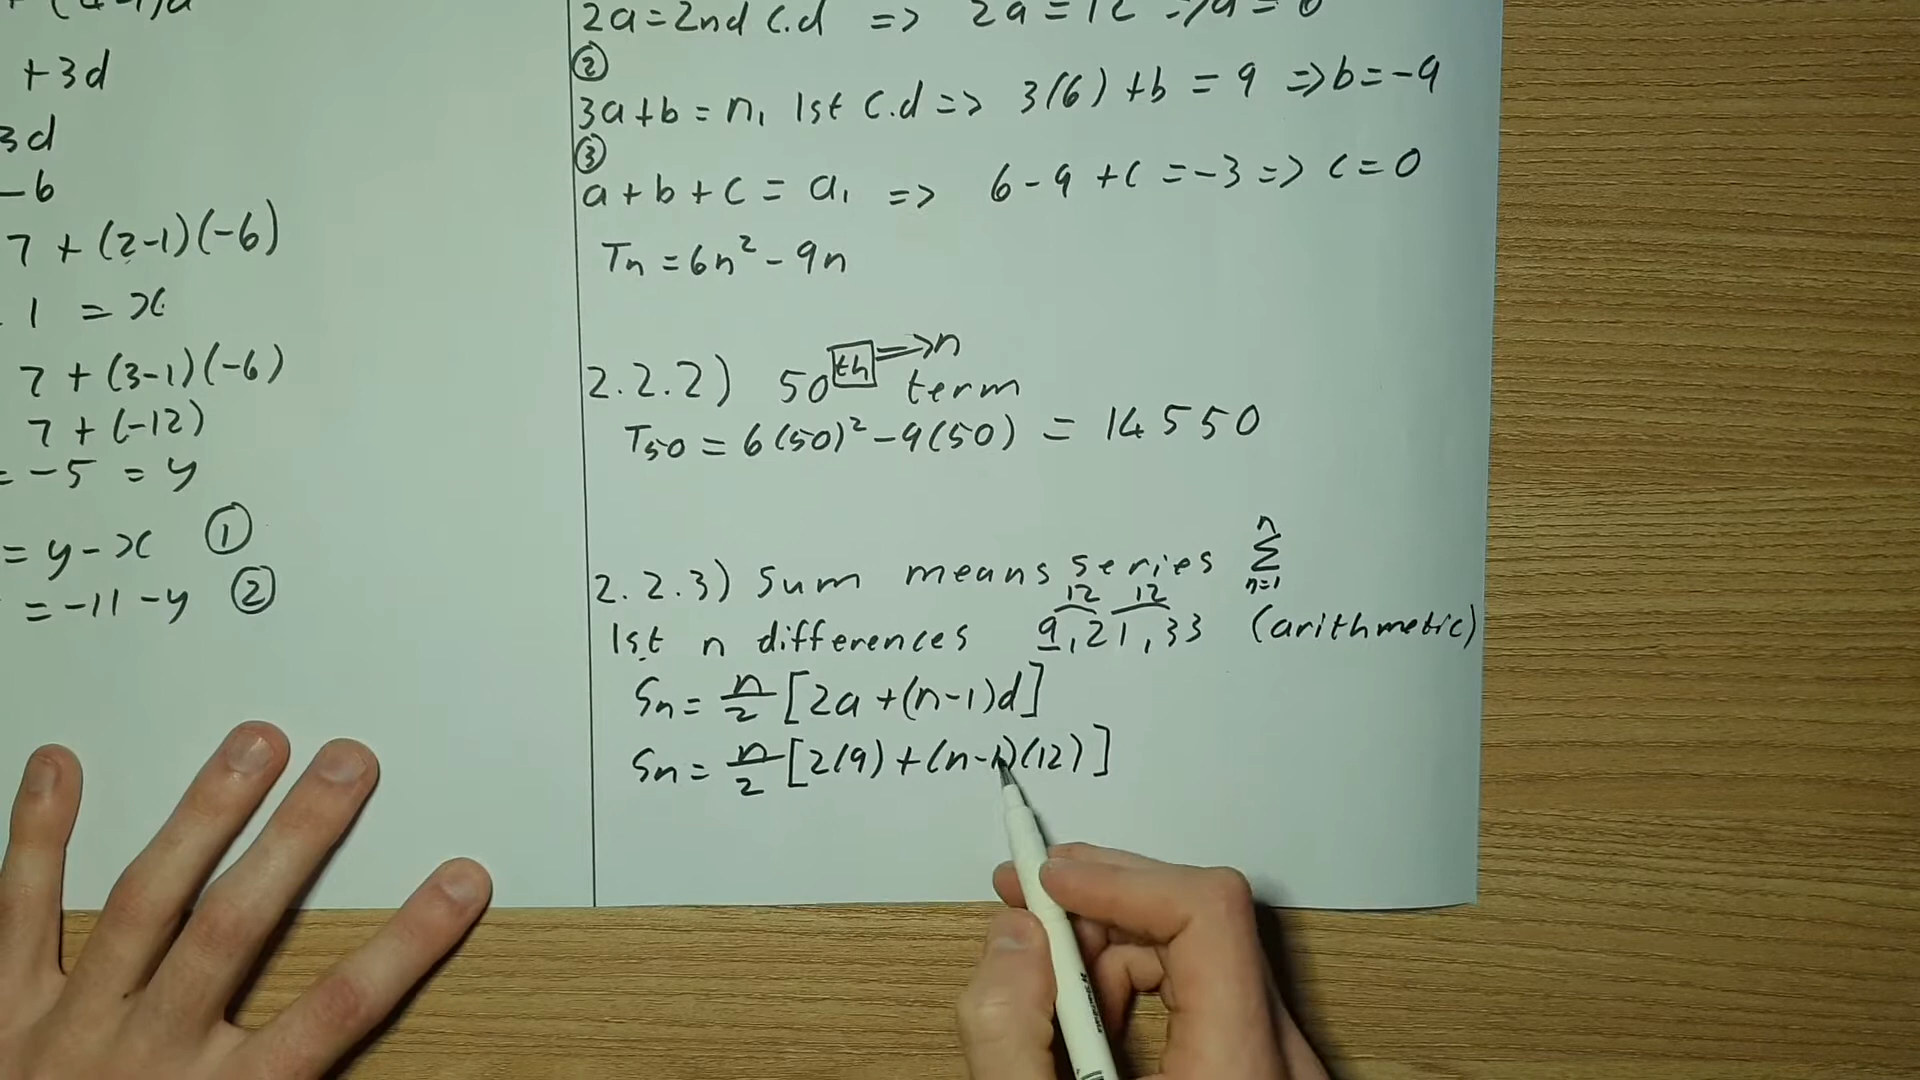 +3d
3d
-6
7 + (2-1)(-6)
1 = x
7 + (3-1)(-6)
7 + (-12)
= -5 = y
= y - x ①
= -11 - y ②
2a = 2nd c.d => 2a = 12 => a = 6
②
3a + b = n, 1st c.d => 3(6) + b = 9 => b = -9
③
a + b + c = a₁ => 6 - 9 + c = -3 => c = 0
Tn = 6n² - 9n
2.2.2) 50th => n term
T50 = 6(50)² - 9(50) = 14550
2.2.3) Sum means series n Σ n=1
12 12
1st n differences 9, 21, 33 (arithmetic)
Sn = n/2 [2a + (n-1)d]
Sn = n/2 [2(9) + (n-1)(12)]